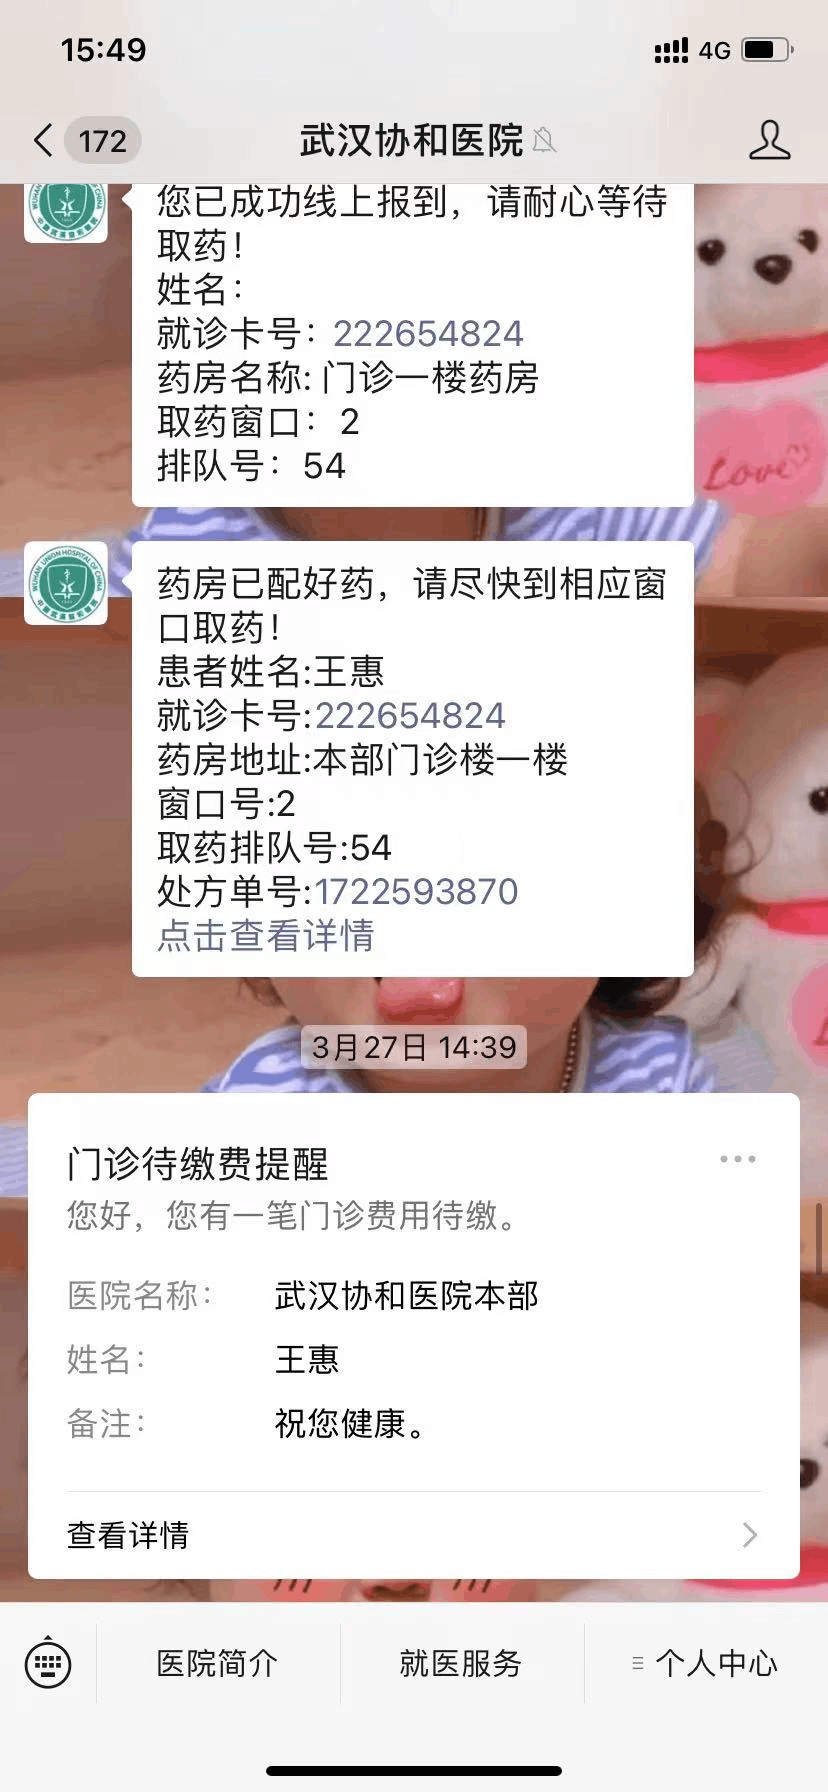 15:49
4G
172
武汉协和医院
您已成功线上报到，请耐心等待
取药！
姓名：
就诊卡号：222654824
药房名称: 门诊一楼药房
取药窗口：2
排队号：54
WUHAN UNION HOSPITAL OF CHINA
药房已配好药，请尽快到相应窗
口取药！
患者姓名:王惠
就诊卡号:222654824
药房地址:本部门诊楼一楼
窗口号:2
取药排队号:54
处方单号:1722593870
点击查看详情
Love
3月27日 14:39
门诊待缴费提醒
您好，您有一笔门诊费用待缴。
医院名称： 武汉协和医院本部
姓名： 王惠
备注： 祝您健康。
查看详情
医院简介
就医服务
个人中心